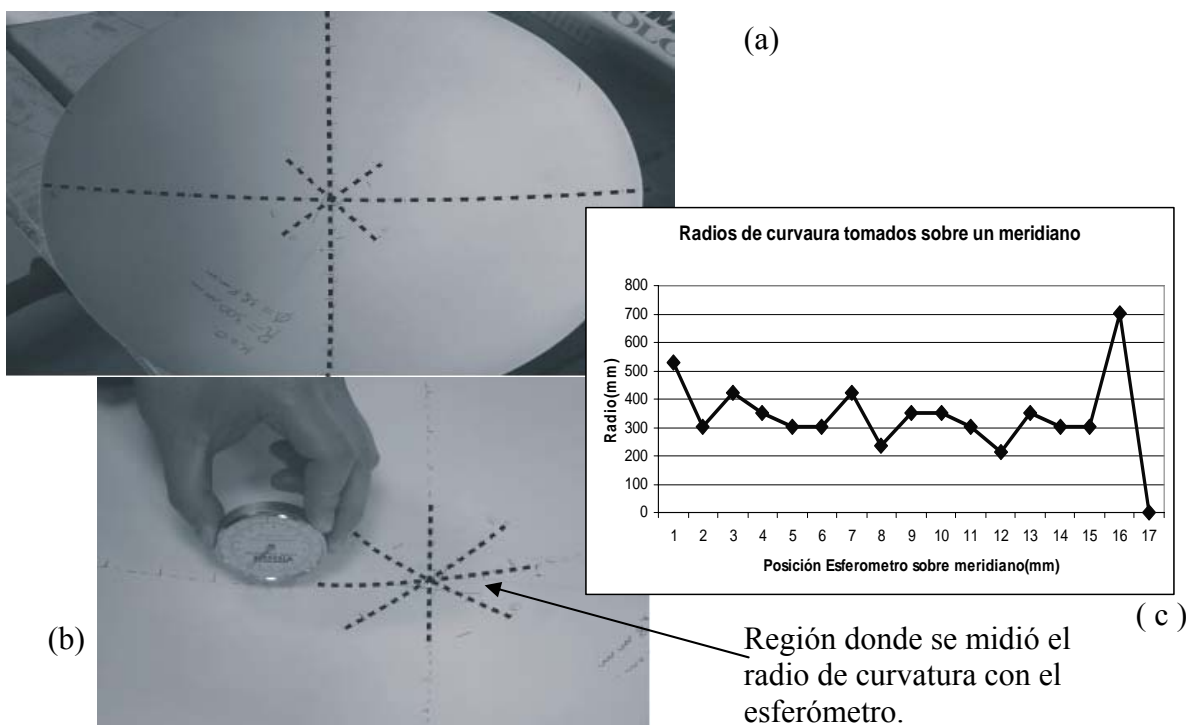 (a)
Radios de curvaura tomados sobre un meridiano
800
700
600
500
400
300
200
100
0
Radio(mm)
1 2 3 4 5 6 7 8 9 10 11 12 13 14 15 16 17
Posición Esferometro sobre meridiano(mm)
( c )
(b)
Región donde se midió el
radio de curvatura con el
esferómetro.